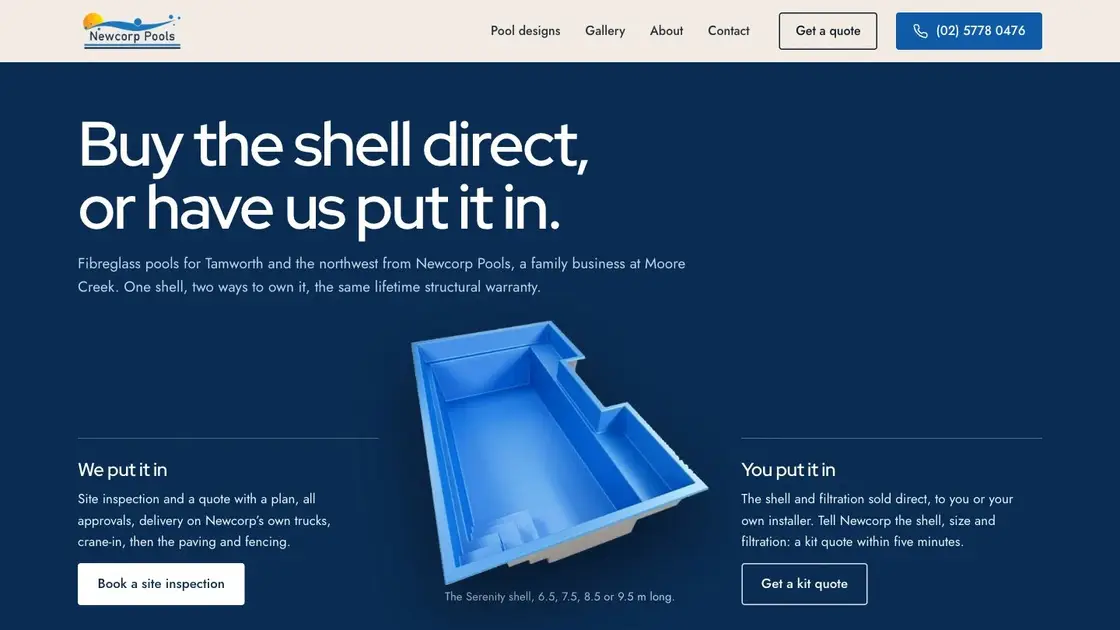 Newcorp Pools
Pool designs
Gallery
About
Contact
Get a quote
(02) 5778 0476
Buy the shell direct,
or have us put it in.
Fibreglass pools for Tamworth and the northwest from Newcorp Pools, a family business at Moore
Creek. One shell, two ways to own it, the same lifetime structural warranty.
We put it in
Site inspection and a quote with a plan, all
approvals, delivery on Newcorp’s own trucks,
crane-in, then the paving and fencing.
Book a site inspection
The Serenity shell, 6.5, 7.5, 8.5 or 9.5 m long.
You put it in
The shell and filtration sold direct, to you or your
own installer. Tell Newcorp the shell, size and
filtration: a kit quote within five minutes.
Get a kit quote